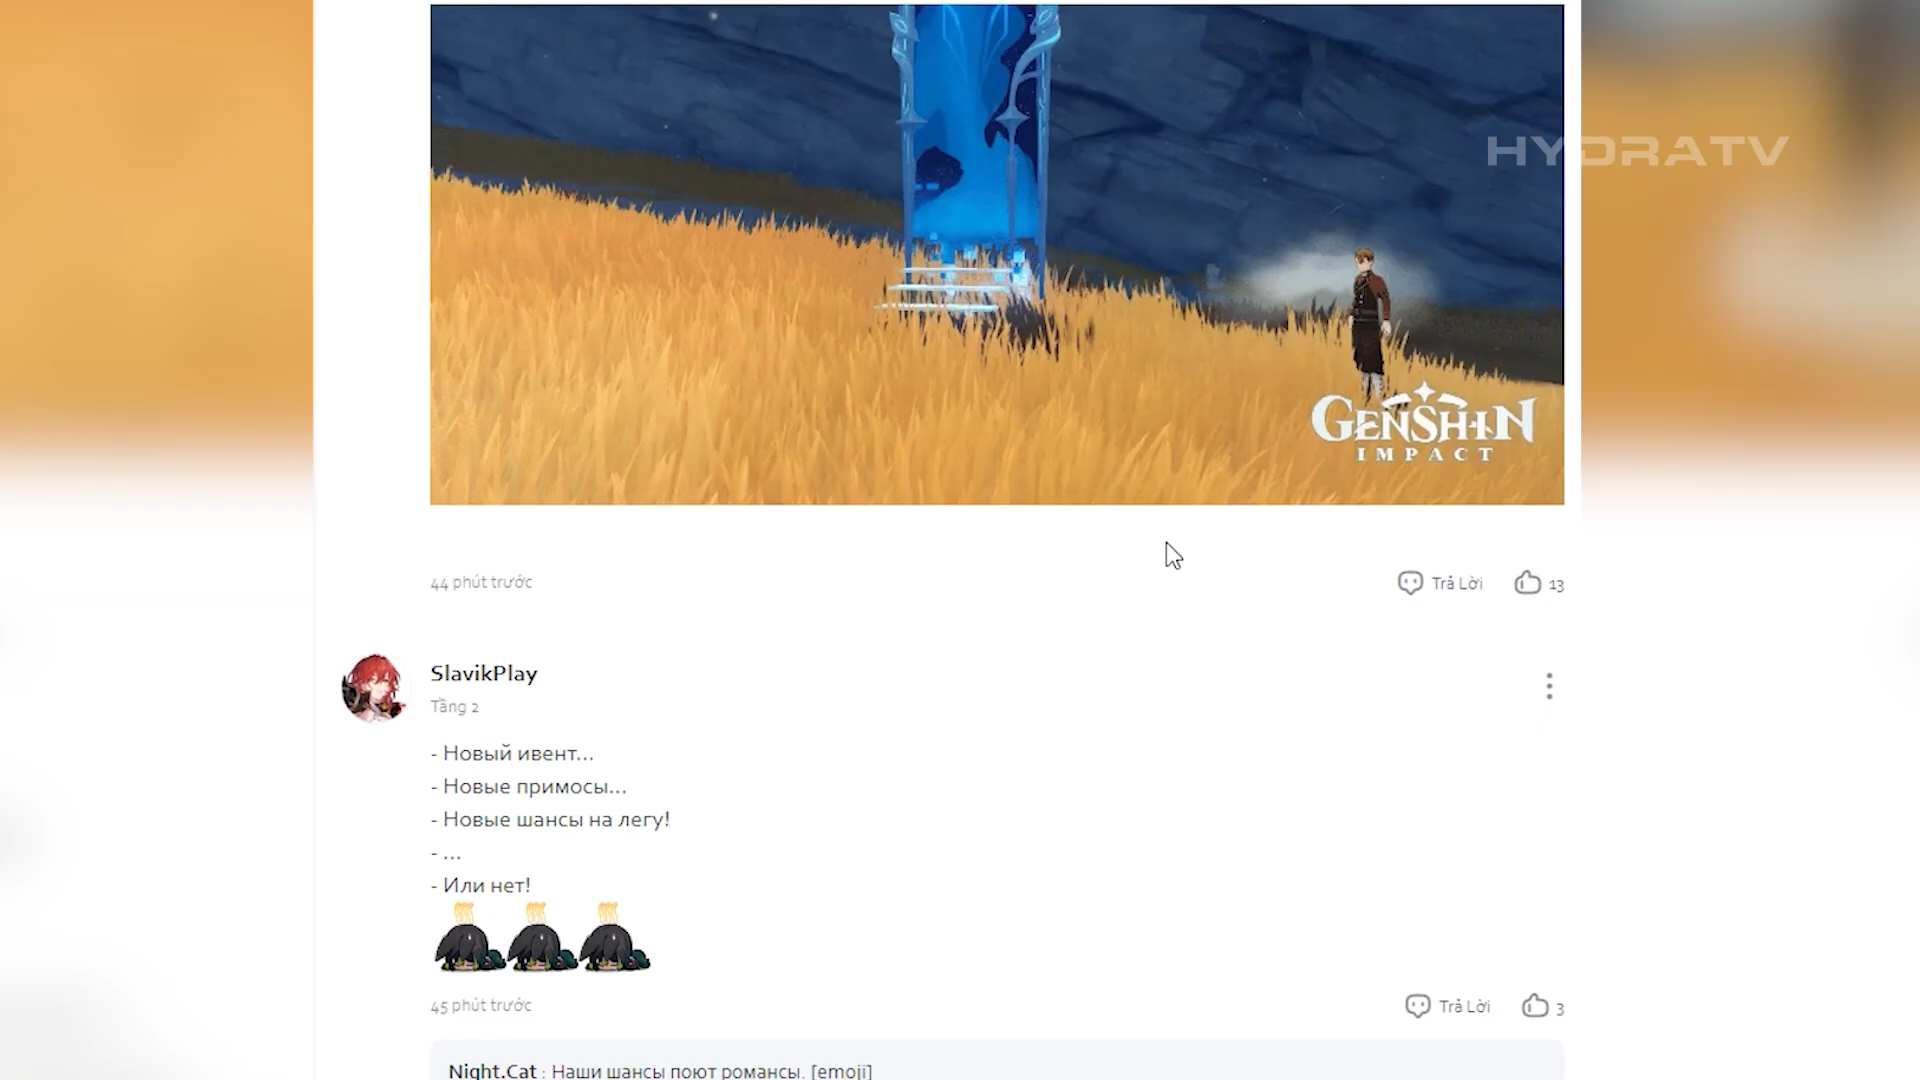 HYDRATV
GENSHIN
IMPACT
44 phút trước
Trả Lời
13
SlavikPlay
Tầng 2
- Новый ивент...
- Новые примосы...
- Новые шансы на легу!
- ...
- Или нет!
45 phút trước
Trả Lời
3
Night.Cat : Наши шансы поют романсы. [emoji]